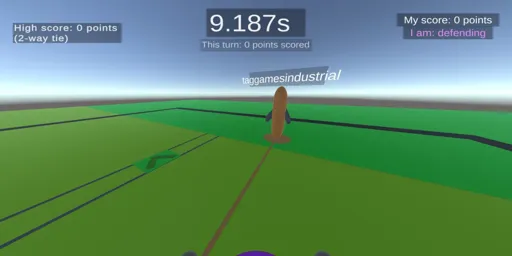 High score: 0 points
(2-way tie)
9.187s
This turn: 0 points scored
My score: 0 points
I am: defending
taggamesindustrial